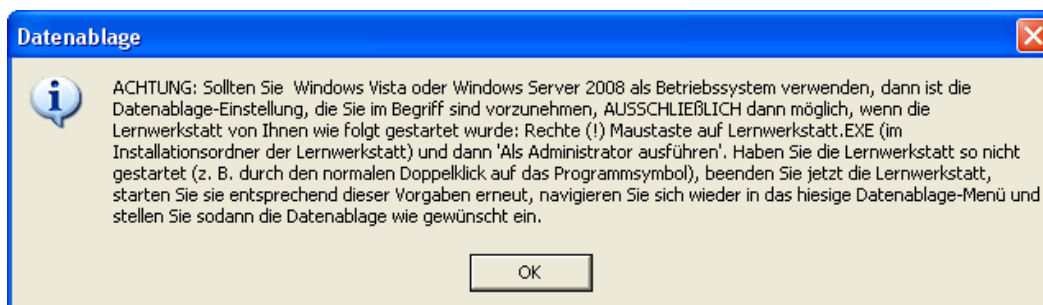 Datenablage
ACHTUNG: Sollten Sie  Windows Vista oder Windows Server 2008 als Betriebssystem verwenden, dann ist die
Datenablage-Einstellung, die Sie im Begriff sind vorzunehmen, AUSSCHLIEßLICH dann möglich, wenn die
Lernwerkstatt von Ihnen wie folgt gestartet wurde: Rechte (!) Maustaste auf Lernwerkstatt.EXE (im
Installationsordner der Lernwerkstatt) und dann 'Als Administrator ausführen'. Haben Sie die Lernwerkstatt so nicht
gestartet (z. B. durch den normalen Doppelklick auf das Programmsymbol), beenden Sie jetzt die Lernwerkstatt,
starten Sie sie entsprechend dieser Vorgaben erneut, navigieren Sie sich wieder in das hiesige Datenablage-Menü und
stellen Sie sodann die Datenablage wie gewünscht ein.
OK